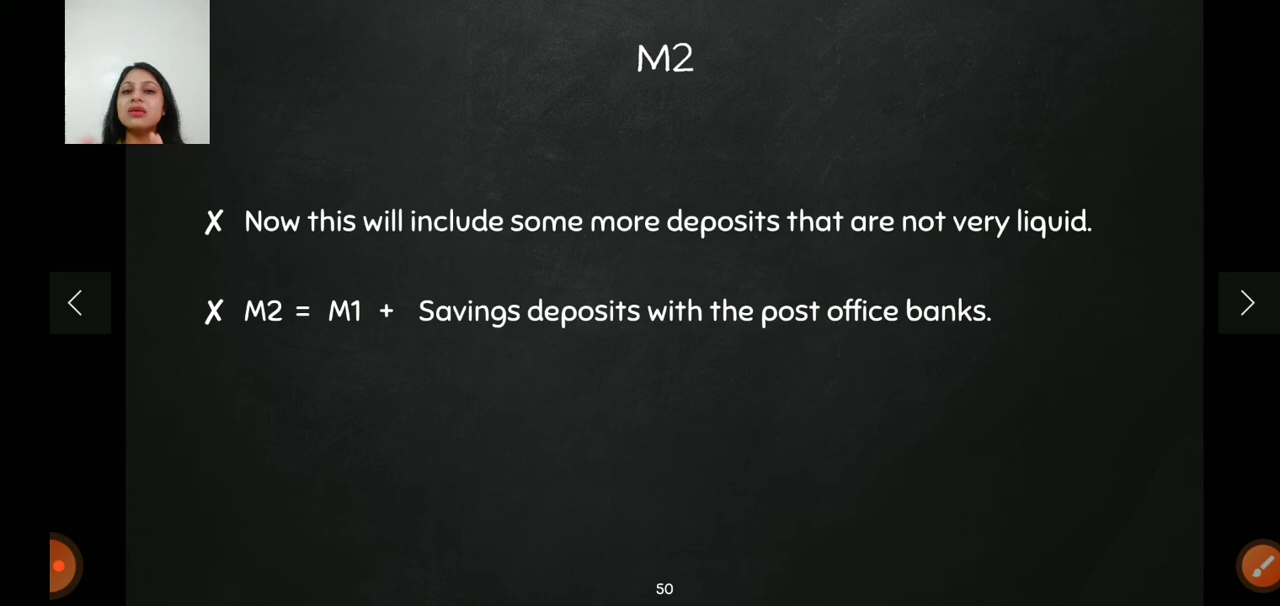 M2
✗ Now this will include some more deposits that are not very liquid.
✗ M2 = M1 + Savings deposits with the post office banks.
50